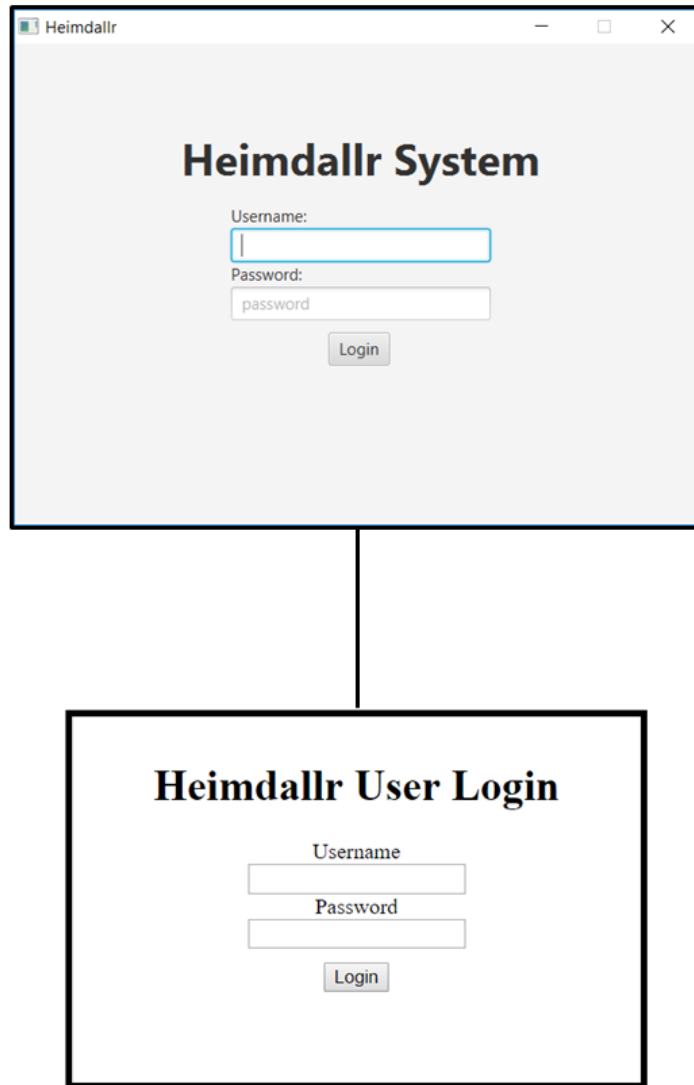 Heimdallr
Heimdallr System
Username:
Password:
password
Login
Heimdallr User Login
Username
Password
Login